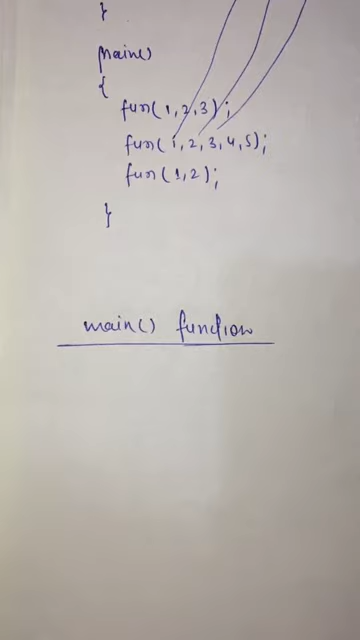 }
main()
{
fun(1,2,3);
fun(1,2,3,4,5);
fun(1,2);
}
main() function